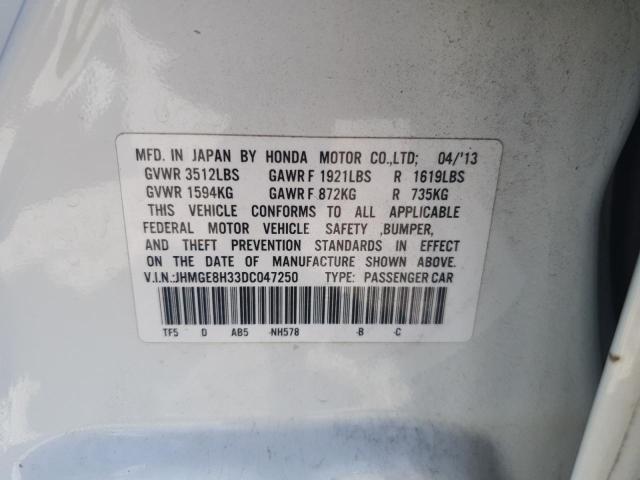 MFD. IN JAPAN BY HONDA MOTOR CO.,LTD; 04/'13
GVWR 3512LBS GAWR F 1921LBS R 1619LBS
GVWR 1594KG GAWR F 872KG R 735KG
THIS VEHICLE CONFORMS TO ALL APPLICABLE
FEDERAL MOTOR VEHICLE SAFETY ,BUMPER,
AND THEFT PREVENTION STANDARDS IN EFFECT
ON THE DATE OF MANUFACTURE SHOWN ABOVE.
V.I.N.:JHMGE8H33DC047250 TYPE: PASSENGER CAR
TF5 D AB5 -NH578 -B -C